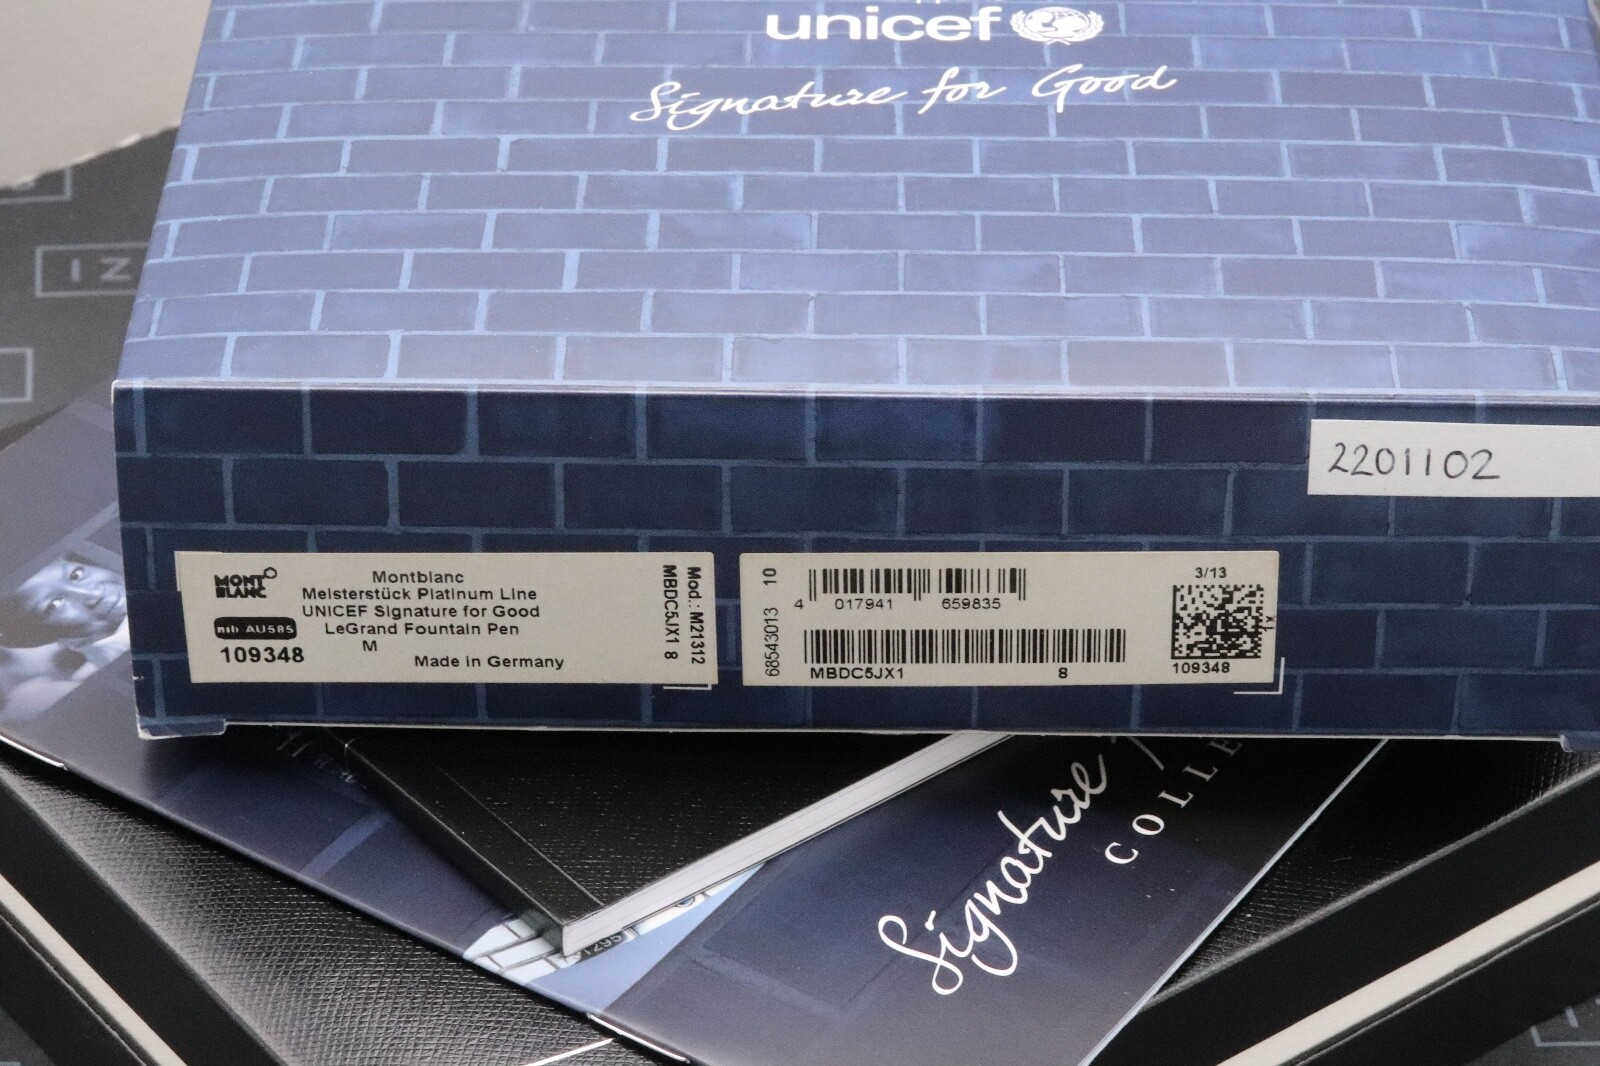 unicef
Signature for Good
2201102
MONT
BLANC
nib AU585
109348
Montblanc
Meisterstück Platinum Line
UNICEF Signature for Good
LeGrand Fountain Pen
M
Made in Germany
Mod.: M21312
MBDC5JX1 8
68543013 10
4 017941 659835
MBDC5JX1 8
3/13
1x
109348
I Z
Signature
COLLE